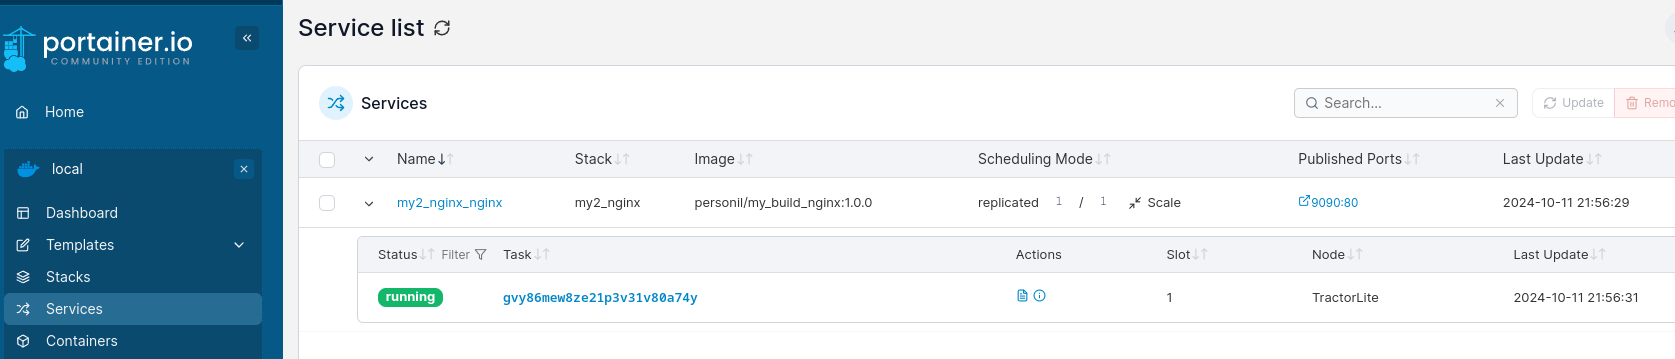 portainer.io
COMMUNITY EDITION
Home
local
Dashboard
Templates
Stacks
Services
Containers
Service list
Services
Search...
Update
Name Stack Image Scheduling Mode Published Ports Last Update
my2_nginx_nginx my2_nginx personil/my_build_nginx:1.0.0 replicated 1 / 1 Scale 9090:80 2024-10-11 21:56:29
Status Filter Task Actions Slot Node Last Update
running gvy86mew8ze21p3v31v80a74y 1 TractorLite 2024-10-11 21:56:31